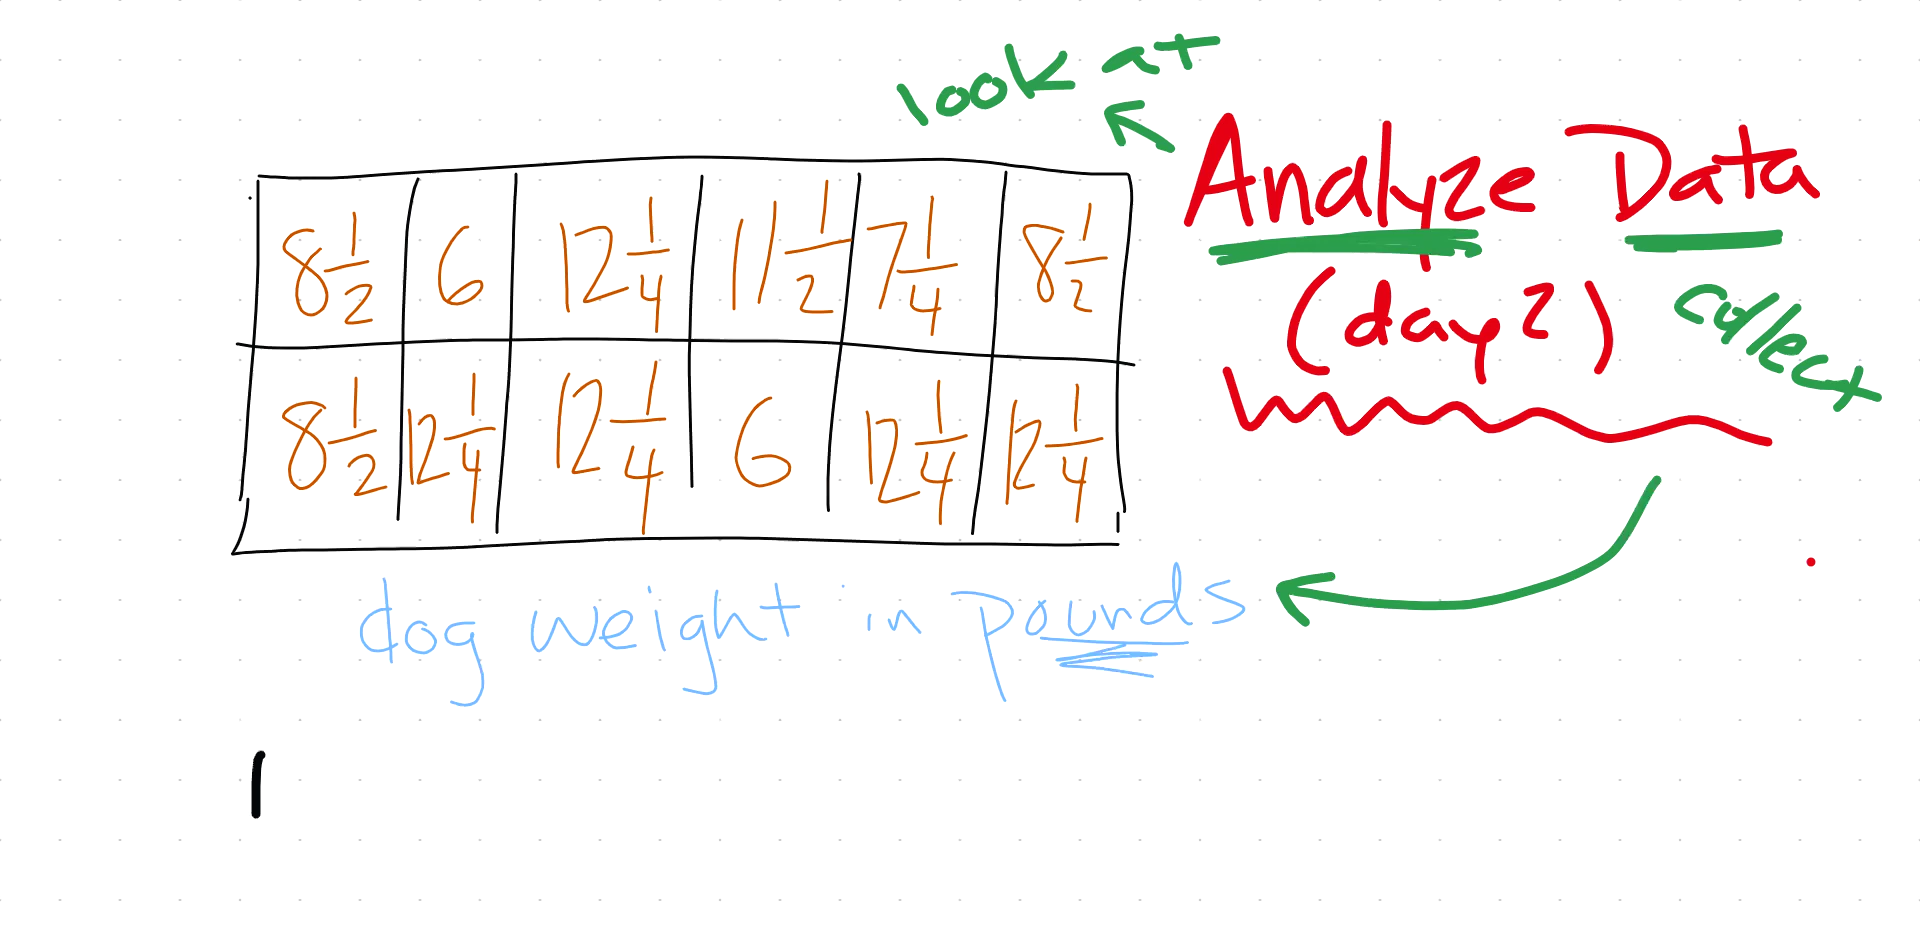 look at
Analyze Data
(day 2)
collect
8 1/2 6 12 1/4 11 1/2 7 1/4 8 1/2
8 1/2 12 1/4 12 1/4 6 12 1/4 12 1/4
dog weight in pounds